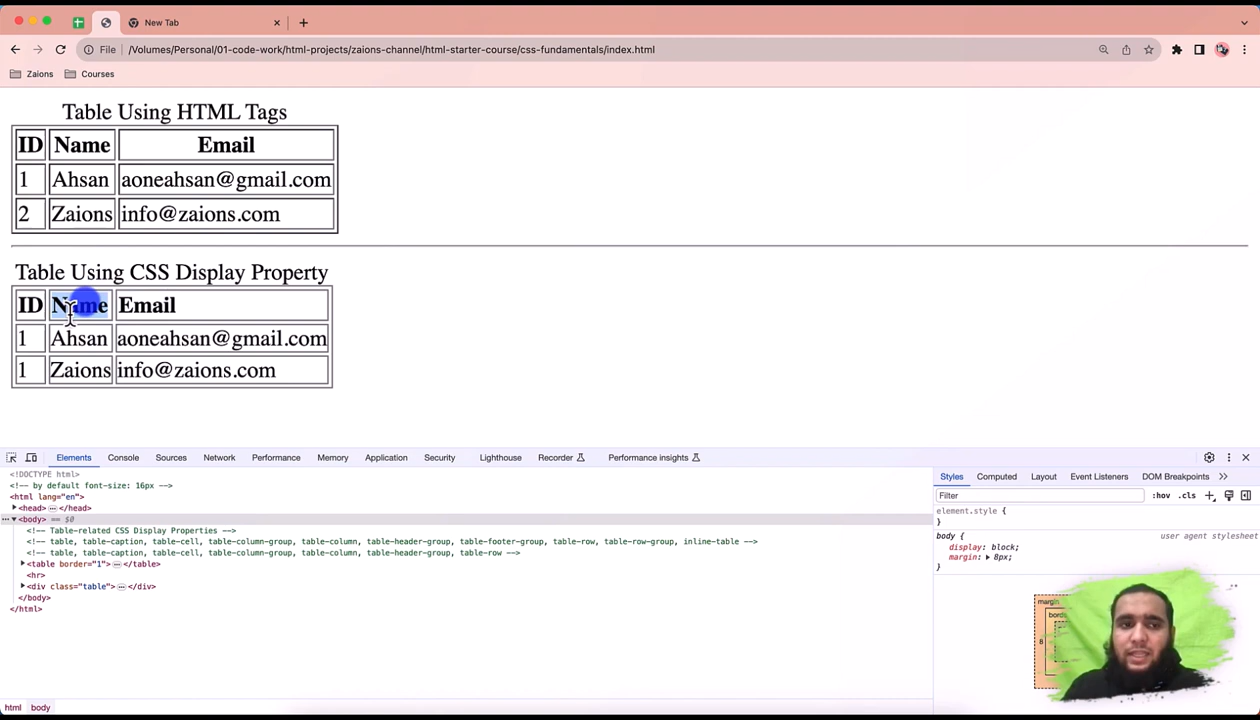 New Tab
File
/Volumes/Personal/01-code-work/html-projects/zaions-channel/html-starter-course/css-fundamentals/index.html
Zaions
Courses
Table Using HTML Tags
ID Name Email
1 Ahsan aoneahsan@gmail.com
2 Zaions info@zaions.com
Table Using CSS Display Property
ID Name Email
1 Ahsan aoneahsan@gmail.com
1 Zaions info@zaions.com
Elements Console Sources Network Performance Memory Application Security Lighthouse Recorder Performance insights
<!DOCTYPE html>
<!-- by default font-size: 16px -->
<html lang="en">
<head> </head>
<body> == $0
<!-- Table-related CSS Display Properties -->
<!-- table, table-caption, table-cell, table-column-group, table-column, table-header-group, table-footer-group, table-row, table-row-group, inline-table -->
<!-- table, table-caption, table-cell, table-column-group, table-column, table-header-group, table-row -->
<table border="1"> </table>
<hr>
<div class="table"> </div>
</body>
</html>
html body
Styles Computed Layout Event Listeners DOM Breakpoints
Filter
:hov .cls
element.style {
}
body { user agent stylesheet
display: block;
margin: 8px;
}
margin
bord
8